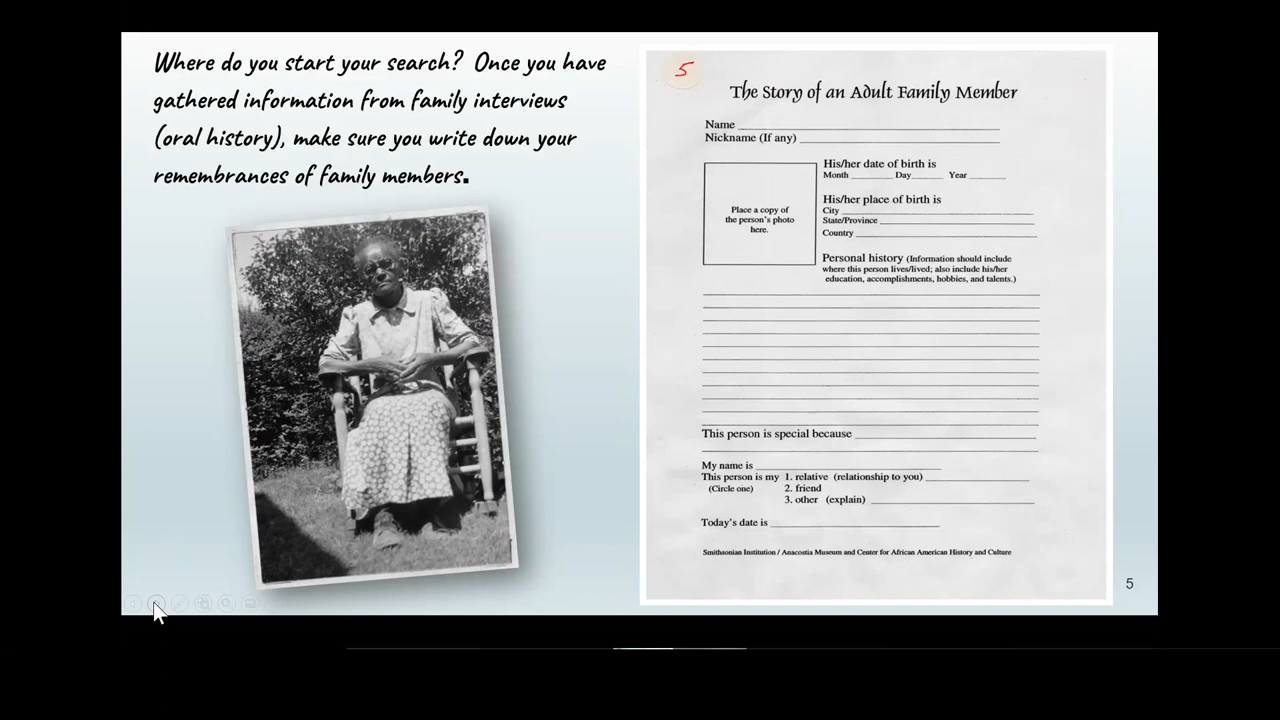 Where do you start your search? Once you have
gathered information from family interviews
(oral history), make sure you write down your
remembrances of family members.
5
The Story of an Adult Family Member
Name
Nickname (If any)
Place a copy of
the person's photo
here.
His/her date of birth is
Month Day Year
His/her place of birth is
City
State/Province
Country
Personal history (Information should include
where this person lives/lived; also include his/her
education, accomplishments, hobbies, and talents.)
This person is special because
My name is
This person is my 1. relative (relationship to you)
(Circle one) 2. friend
3. other (explain)
Today's date is
Smithsonian Institution / Anacostia Museum and Center for African American History and Culture
5